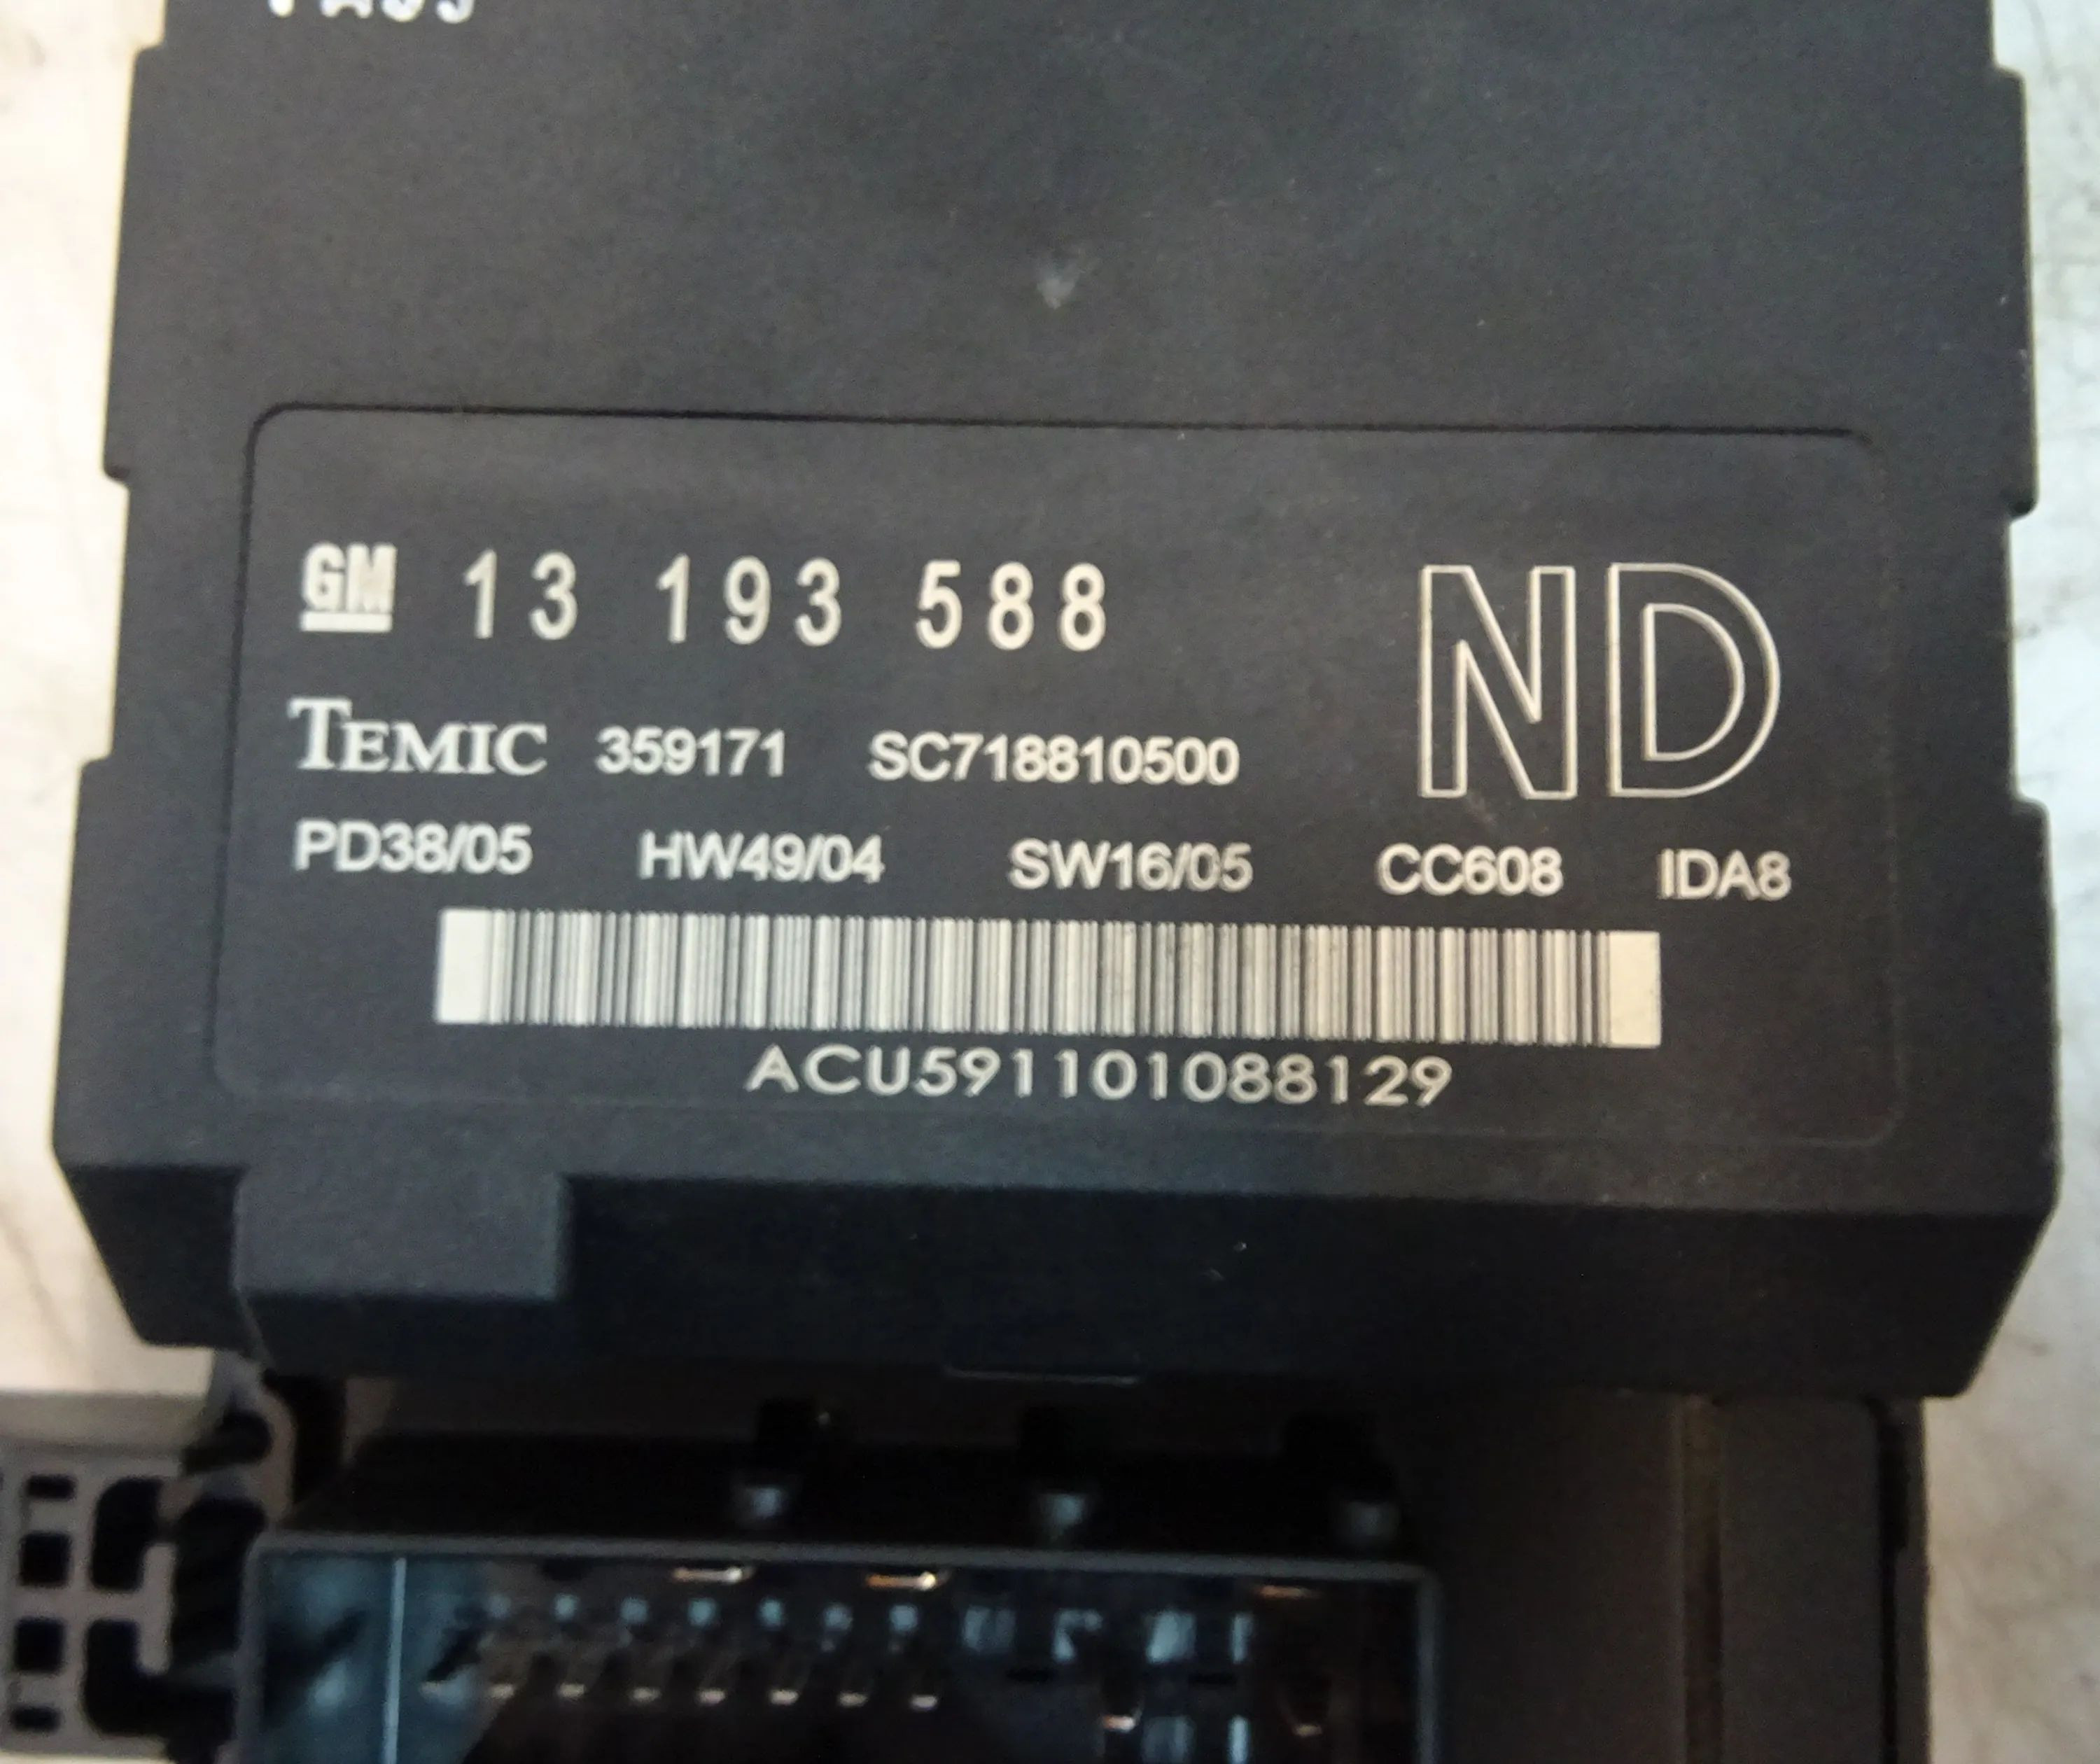 GM 13 193 588 ND
TEMIC 359171 SC718810500
PD38/05 HW49/04 SW16/05 CC608 IDA8
ACU591101088129